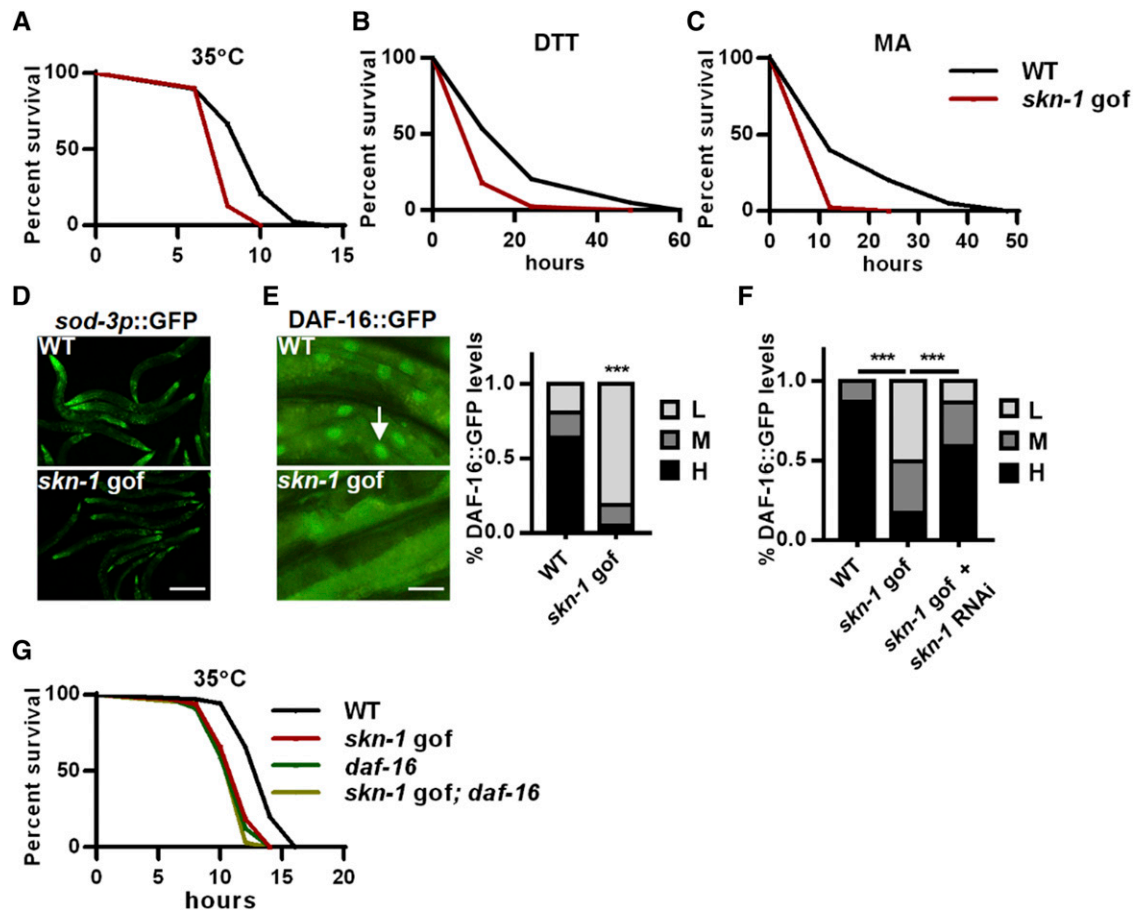 A
35°C
Percent survival
100
50
0
0 5 10 15
B
DTT
Percent survival
100
50
0
0 20 40 60
hours
C
MA
Percent survival
100
50
0
0 10 20 30 40 50
hours
WT
skn-1 gof
D
sod-3p::GFP
WT
skn-1 gof
E
DAF-16::GFP
WT
skn-1 gof
% DAF-16::GFP levels
1.0
0.5
0.0
***
WT
skn-1 gof
L
M
H
F
% DAF-16::GFP levels
1.0
0.5
0.0
*** ***
WT
skn-1 gof
skn-1 gof +
skn-1 RNAi
L
M
H
G
35°C
Percent survival
100
50
0
0 5 10 15 20
hours
WT
skn-1 gof
daf-16
skn-1 gof; daf-16